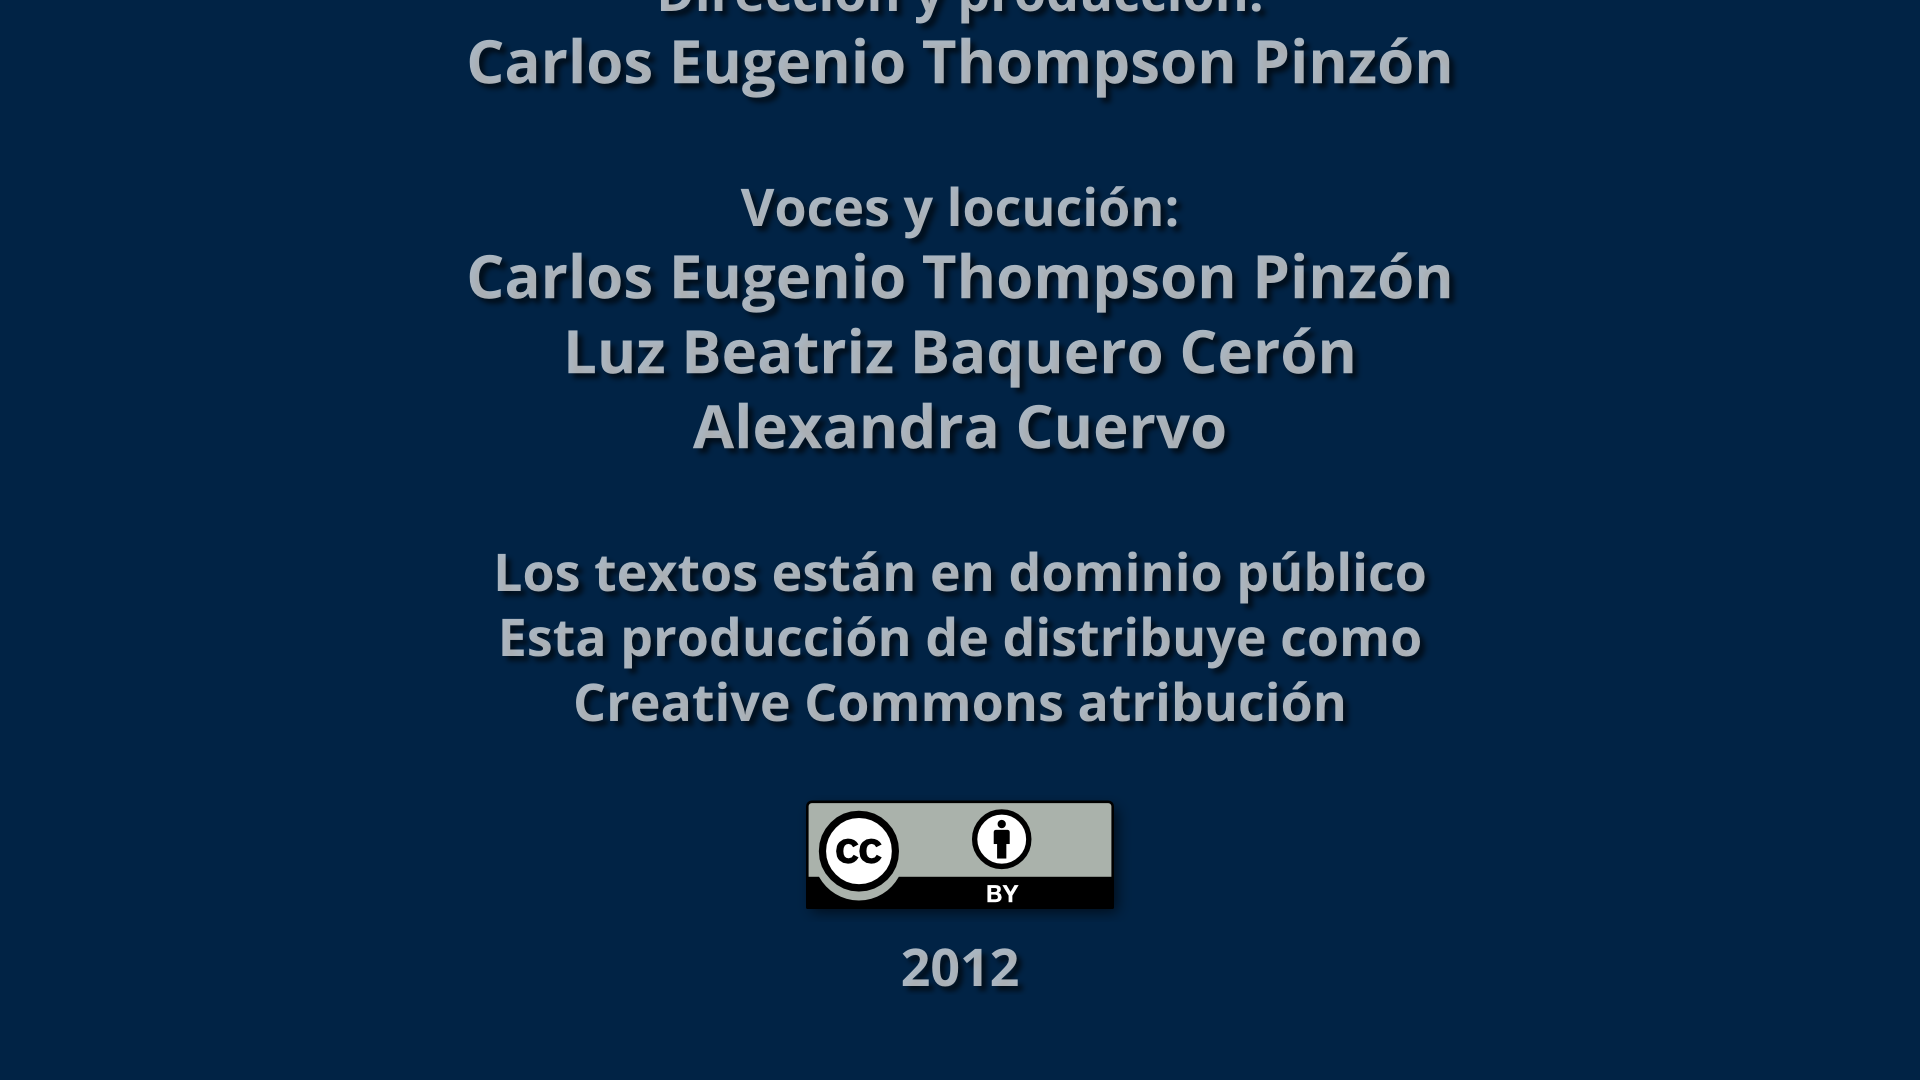 Dirección y producción:
Carlos Eugenio Thompson Pinzón
Voces y locución:
Carlos Eugenio Thompson Pinzón
Luz Beatriz Baquero Cerón
Alexandra Cuervo
Los textos están en dominio público
Esta producción de distribuye como
Creative Commons atribución
cc
BY
2012